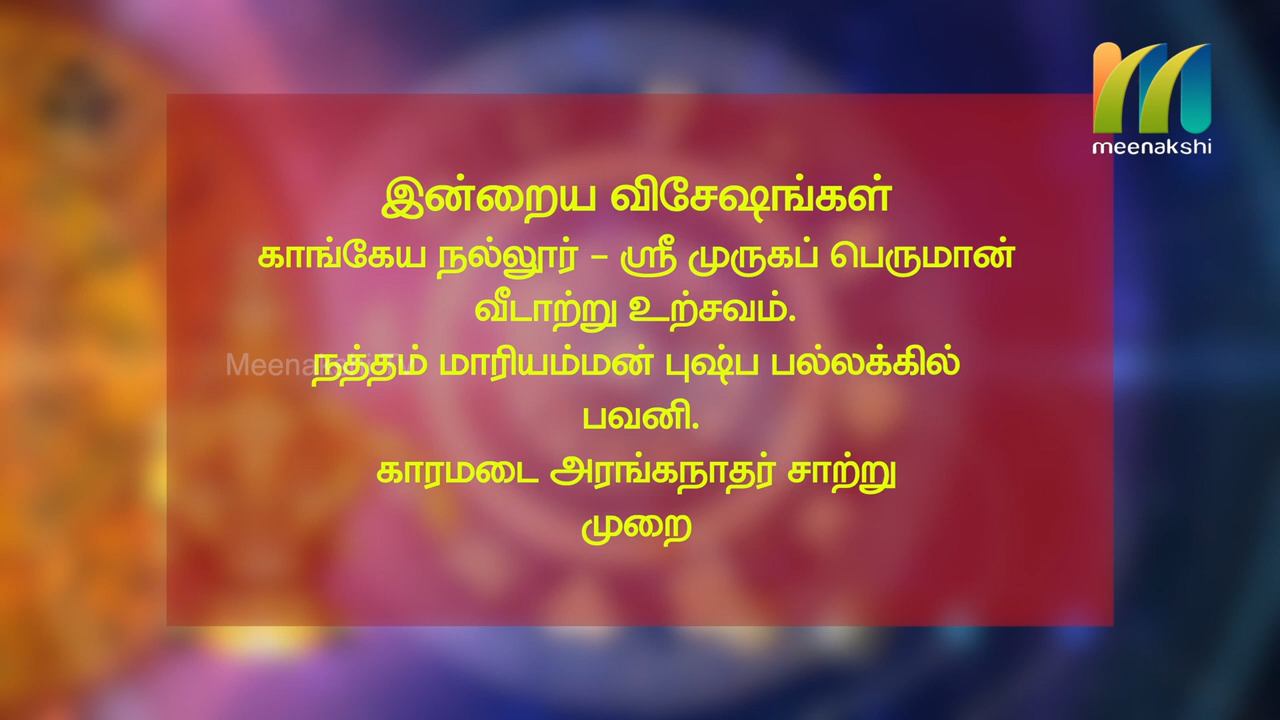 meenakshi
இன்றைய விசேஷங்கள்
காங்கேய நல்லூர் – ஸ்ரீ முருகப் பெருமான்
வீடாற்று உற்சவம்.
நத்தம் மாரியம்மன் புஷ்ப பல்லக்கில்
பவனி.
காரமடை அரங்கநாதர் சாற்று
முறை